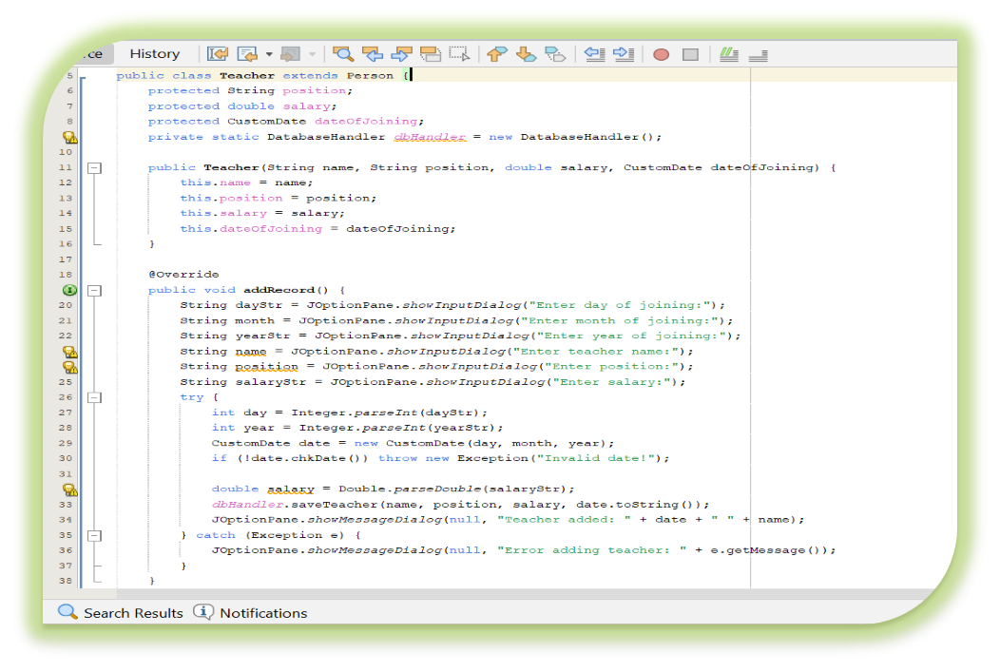 ce History
5 public class Teacher extends Person {
6 protected String position;
7 protected double salary;
8 protected CustomDate dateOfJoining;
private static DatabaseHandler dbHandler = new DatabaseHandler();
10
11 public Teacher(String name, String position, double salary, CustomDate dateOfJoining) {
12 this.name = name;
13 this.position = position;
14 this.salary = salary;
15 this.dateOfJoining = dateOfJoining;
16 }
17
18 @Override
public void addRecord() {
20 String dayStr = JOptionPane.showInputDialog("Enter day of joining:");
21 String month = JOptionPane.showInputDialog("Enter month of joining:");
22 String yearStr = JOptionPane.showInputDialog("Enter year of joining:");
String name = JOptionPane.showInputDialog("Enter teacher name:");
String position = JOptionPane.showInputDialog("Enter position:");
25 String salaryStr = JOptionPane.showInputDialog("Enter salary:");
26 try {
27 int day = Integer.parseInt(dayStr);
28 int year = Integer.parseInt(yearStr);
29 CustomDate date = new CustomDate(day, month, year);
30 if (!date.chkDate()) throw new Exception("Invalid date!");
31
double salary = Double.parseDouble(salaryStr);
33 dbHandler.saveTeacher(name, position, salary, date.toString());
34 JOptionPane.showMessageDialog(null, "Teacher added: " + date + " " + name);
35 } catch (Exception e) {
36 JOptionPane.showMessageDialog(null, "Error adding teacher: " + e.getMessage());
37 }
38 }
Search Results Notifications